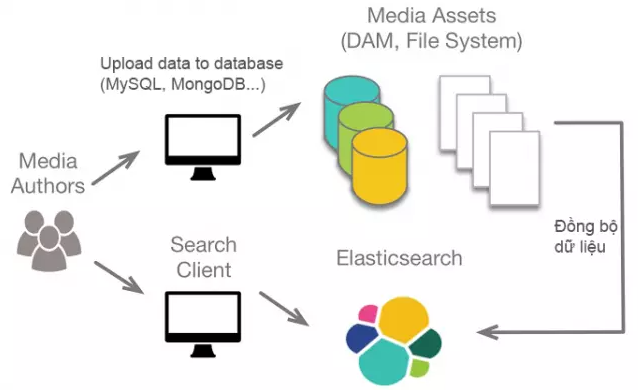 Media Assets
(DAM, File System)
Upload data to database
(MySQL, MongoDB...)
Media
Authors
Search
Client
Elasticsearch
Đồng bộ
dữ liệu